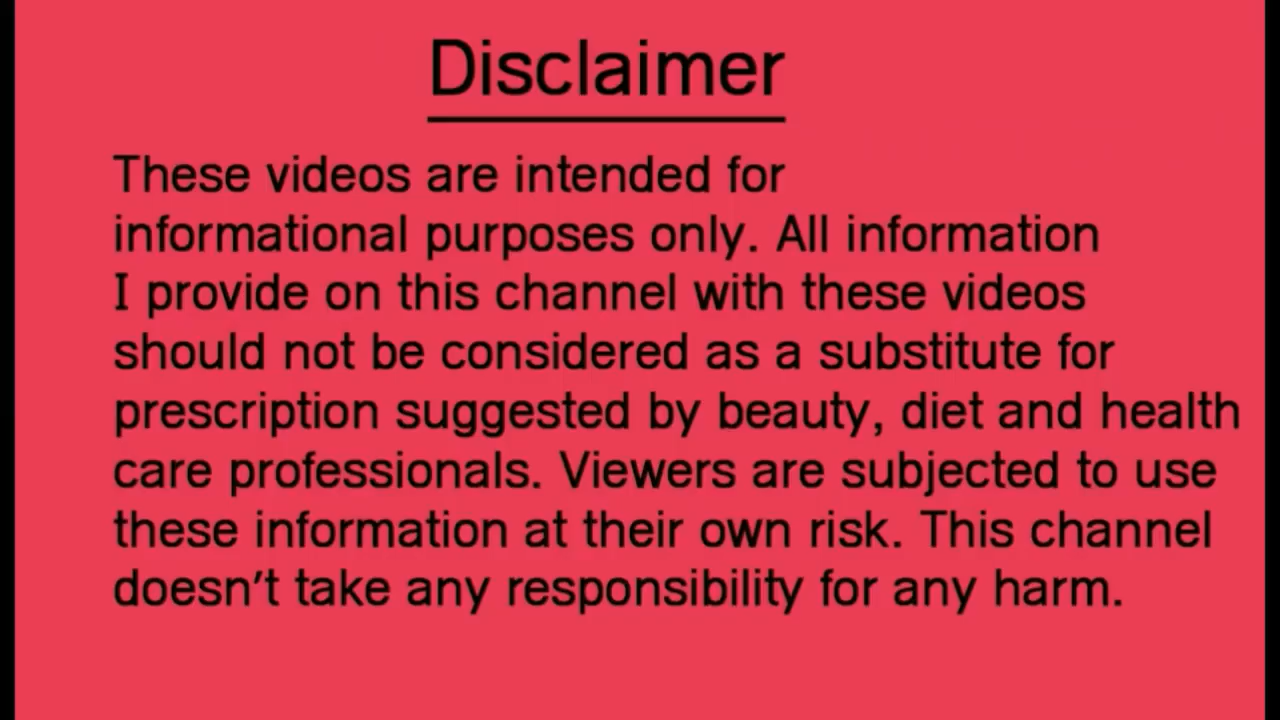 Disclaimer
These videos are intended for
informational purposes only. All information
I provide on this channel with these videos
should not be considered as a substitute for
prescription suggested by beauty, diet and health
care professionals. Viewers are subjected to use
these information at their own risk. This channel
doesn't take any responsibility for any harm.